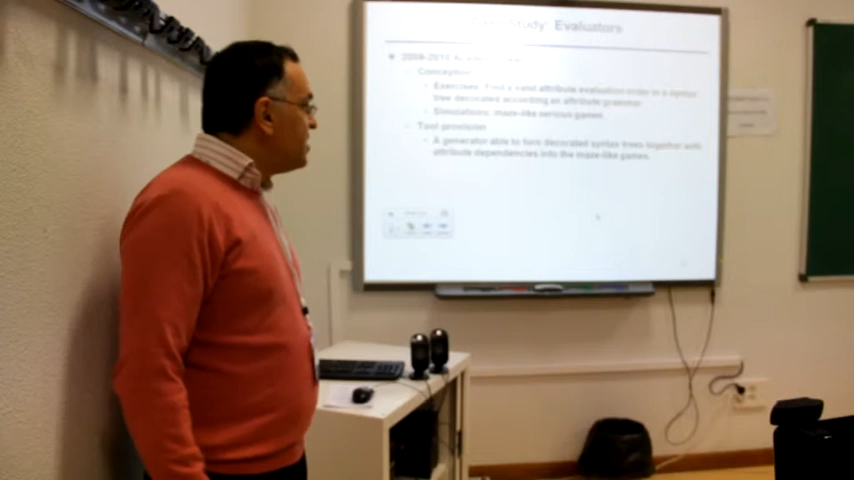 Study: Evaluators
2009-2010
Conception
Exercises: Find a valid attribute evaluation order in a syntax
tree decorated according an attribute grammar.
Simulations: maze-like serious games.
Tool provision
A generator able to turn decorated syntax trees together with
attribute dependencies into the maze-like games.